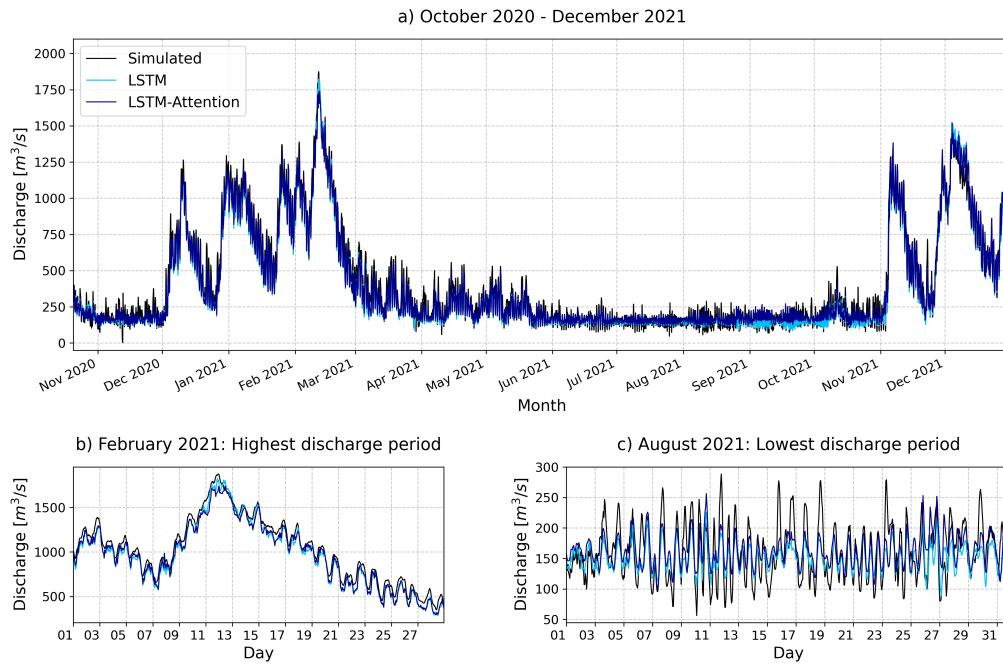 a) October 2020 - December 2021
Discharge [m³/s]
2000
1750
1500
1250
1000
750
500
250
0
Simulated
LSTM
LSTM-Attention
Nov 2020 Dec 2020 Jan 2021 Feb 2021 Mar 2021 Apr 2021 May 2021 Jun 2021 Jul 2021 Aug 2021 Sep 2021 Oct 2021 Nov 2021 Dec 2021
Month
b) February 2021: Highest discharge period
Discharge [m³/s]
1500
1000
500
01 03 05 07 09 11 13 15 17 19 21 23 25 27
Day
c) August 2021: Lowest discharge period
Discharge [m³/s]
300
250
200
150
100
50
01 03 05 07 09 11 13 15 17 19 21 23 25 27 29 31
Day